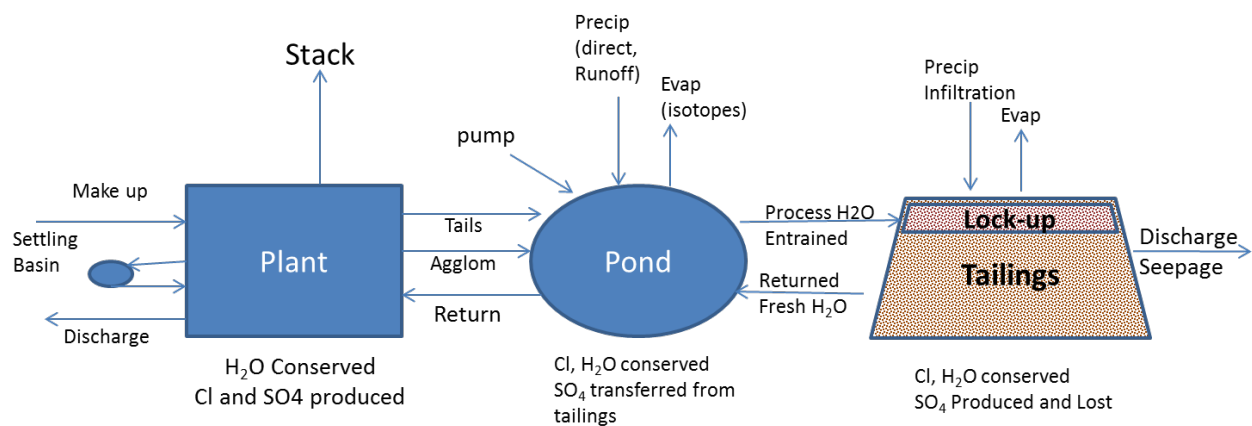 Stack
Precip
(direct,
Runoff)
Evap
(isotopes)
Precip
Infiltration
Evap
pump
Make up
Settling
Basin
Discharge
Plant
Tails
Agglom
Return
Pond
Process H2O
Entrained
Returned
Fresh H₂O
Lock-up
Tailings
Discharge
Seepage
H₂O Conserved
Cl and SO4 produced
Cl, H₂O conserved
SO₄ transferred from
tailings
Cl, H₂O conserved
SO₄ Produced and Lost